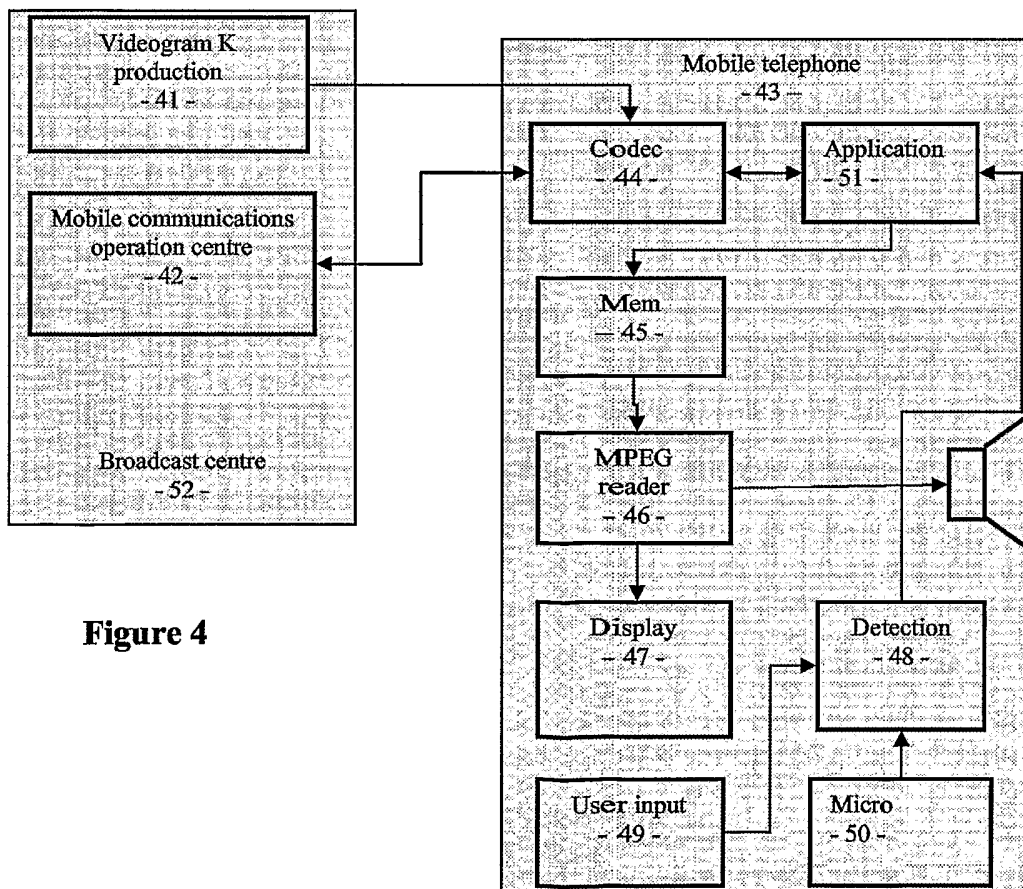 Videogram K
production
- 41 -
Mobile communications
operation centre
- 42 -
Broadcast centre
- 52 -
Mobile telephone
- 43 –
Codec
- 44 -
Application
- 51 -
Mem
– 45 -
MPEG
reader
- 46 -
Display
- 47 -
Detection
- 48 -
User input
- 49 -
Micro
- 50 -
Figure 4